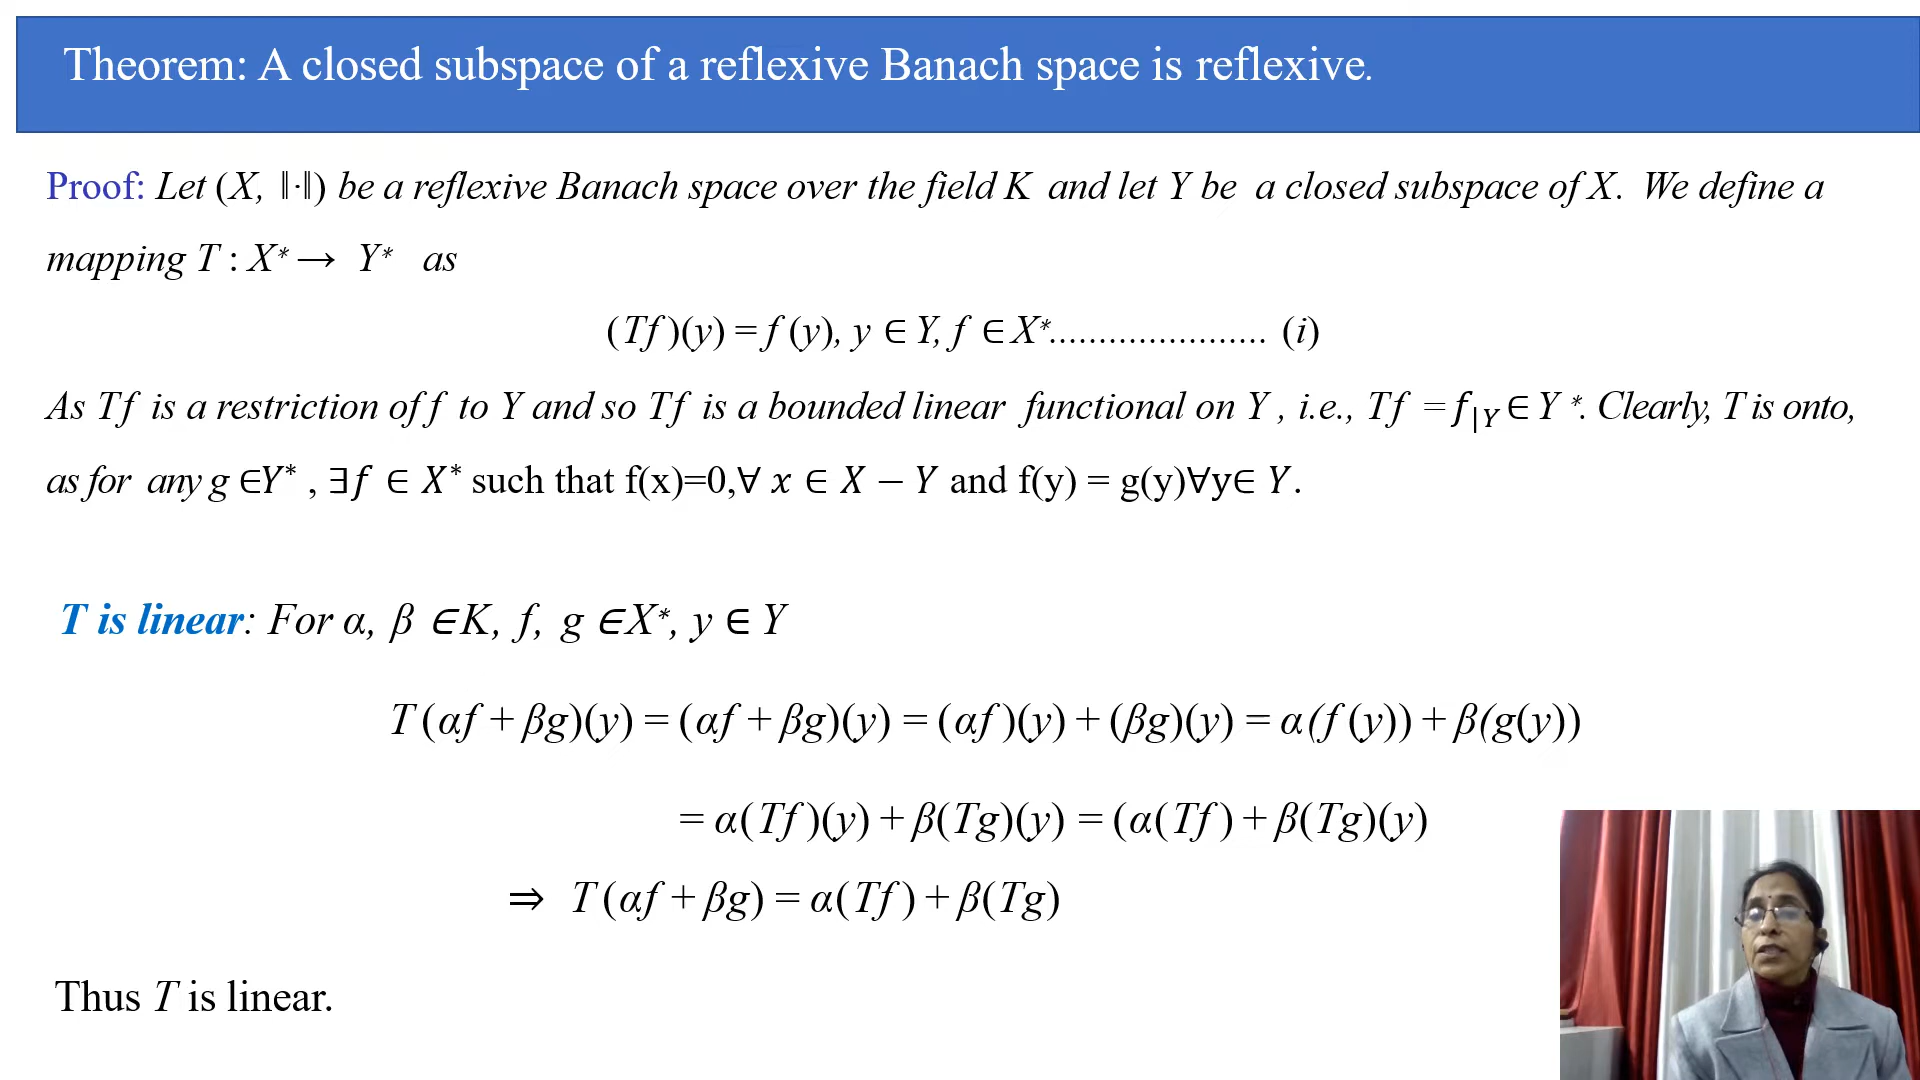 Theorem: A closed subspace of a reflexive Banach space is reflexive.
Proof: Let (X, ‖·‖) be a reflexive Banach space over the field K and let Y be a closed subspace of X. We define a
mapping T : X* → Y* as
(Tf)(y) = f (y), y ∈ Y, f ∈ X*...................... (i)
As Tf is a restriction of f to Y and so Tf is a bounded linear functional on Y , i.e., Tf = f|Y ∈ Y *. Clearly, T is onto,
as for any g ∈Y* , ∃f ∈ X* such that f(x)=0,∀ x ∈ X − Y and f(y) = g(y)∀y∈ Y.
T is linear: For α, β ∈K, f, g ∈X*, y ∈ Y
T (αf + βg)(y) = (αf + βg)(y) = (αf )(y) + (βg)(y) = α(f (y)) + β(g(y))
= α(Tf )(y) + β(Tg)(y) = (α(Tf ) + β(Tg)(y)
⇒ T (αf + βg) = α(Tf ) + β(Tg)
Thus T is linear.